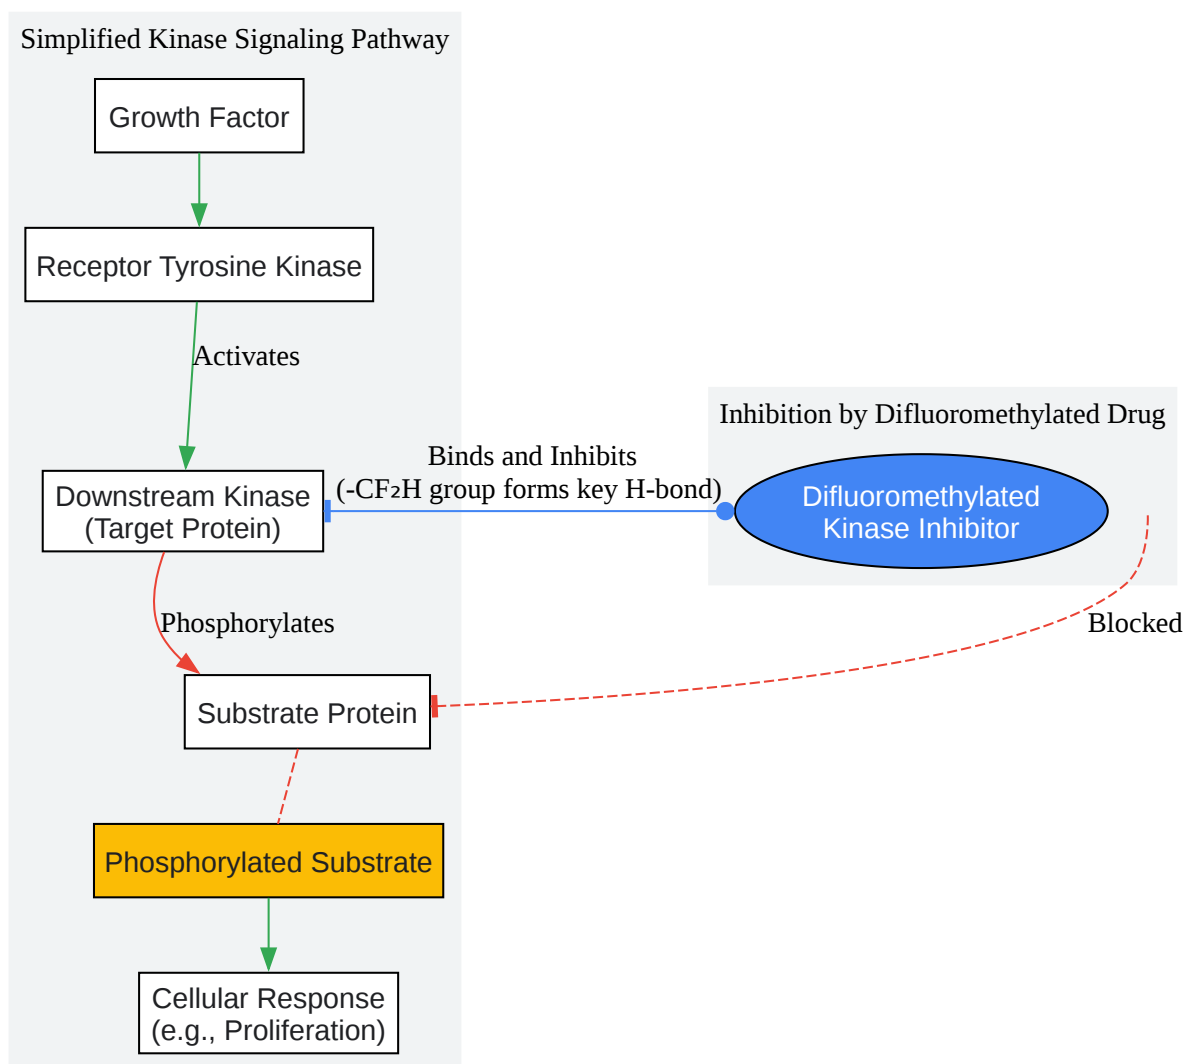 Simplified Kinase Signaling Pathway
Growth Factor
Receptor Tyrosine Kinase
Activates
Inhibition by Difluoromethylated Drug
Binds and Inhibits
(-CF₂H group forms key H-bond)
Downstream Kinase
(Target Protein)
Difluoromethylated
Kinase Inhibitor
Phosphorylates
Blocked
Substrate Protein
Phosphorylated Substrate
Cellular Response
(e.g., Proliferation)